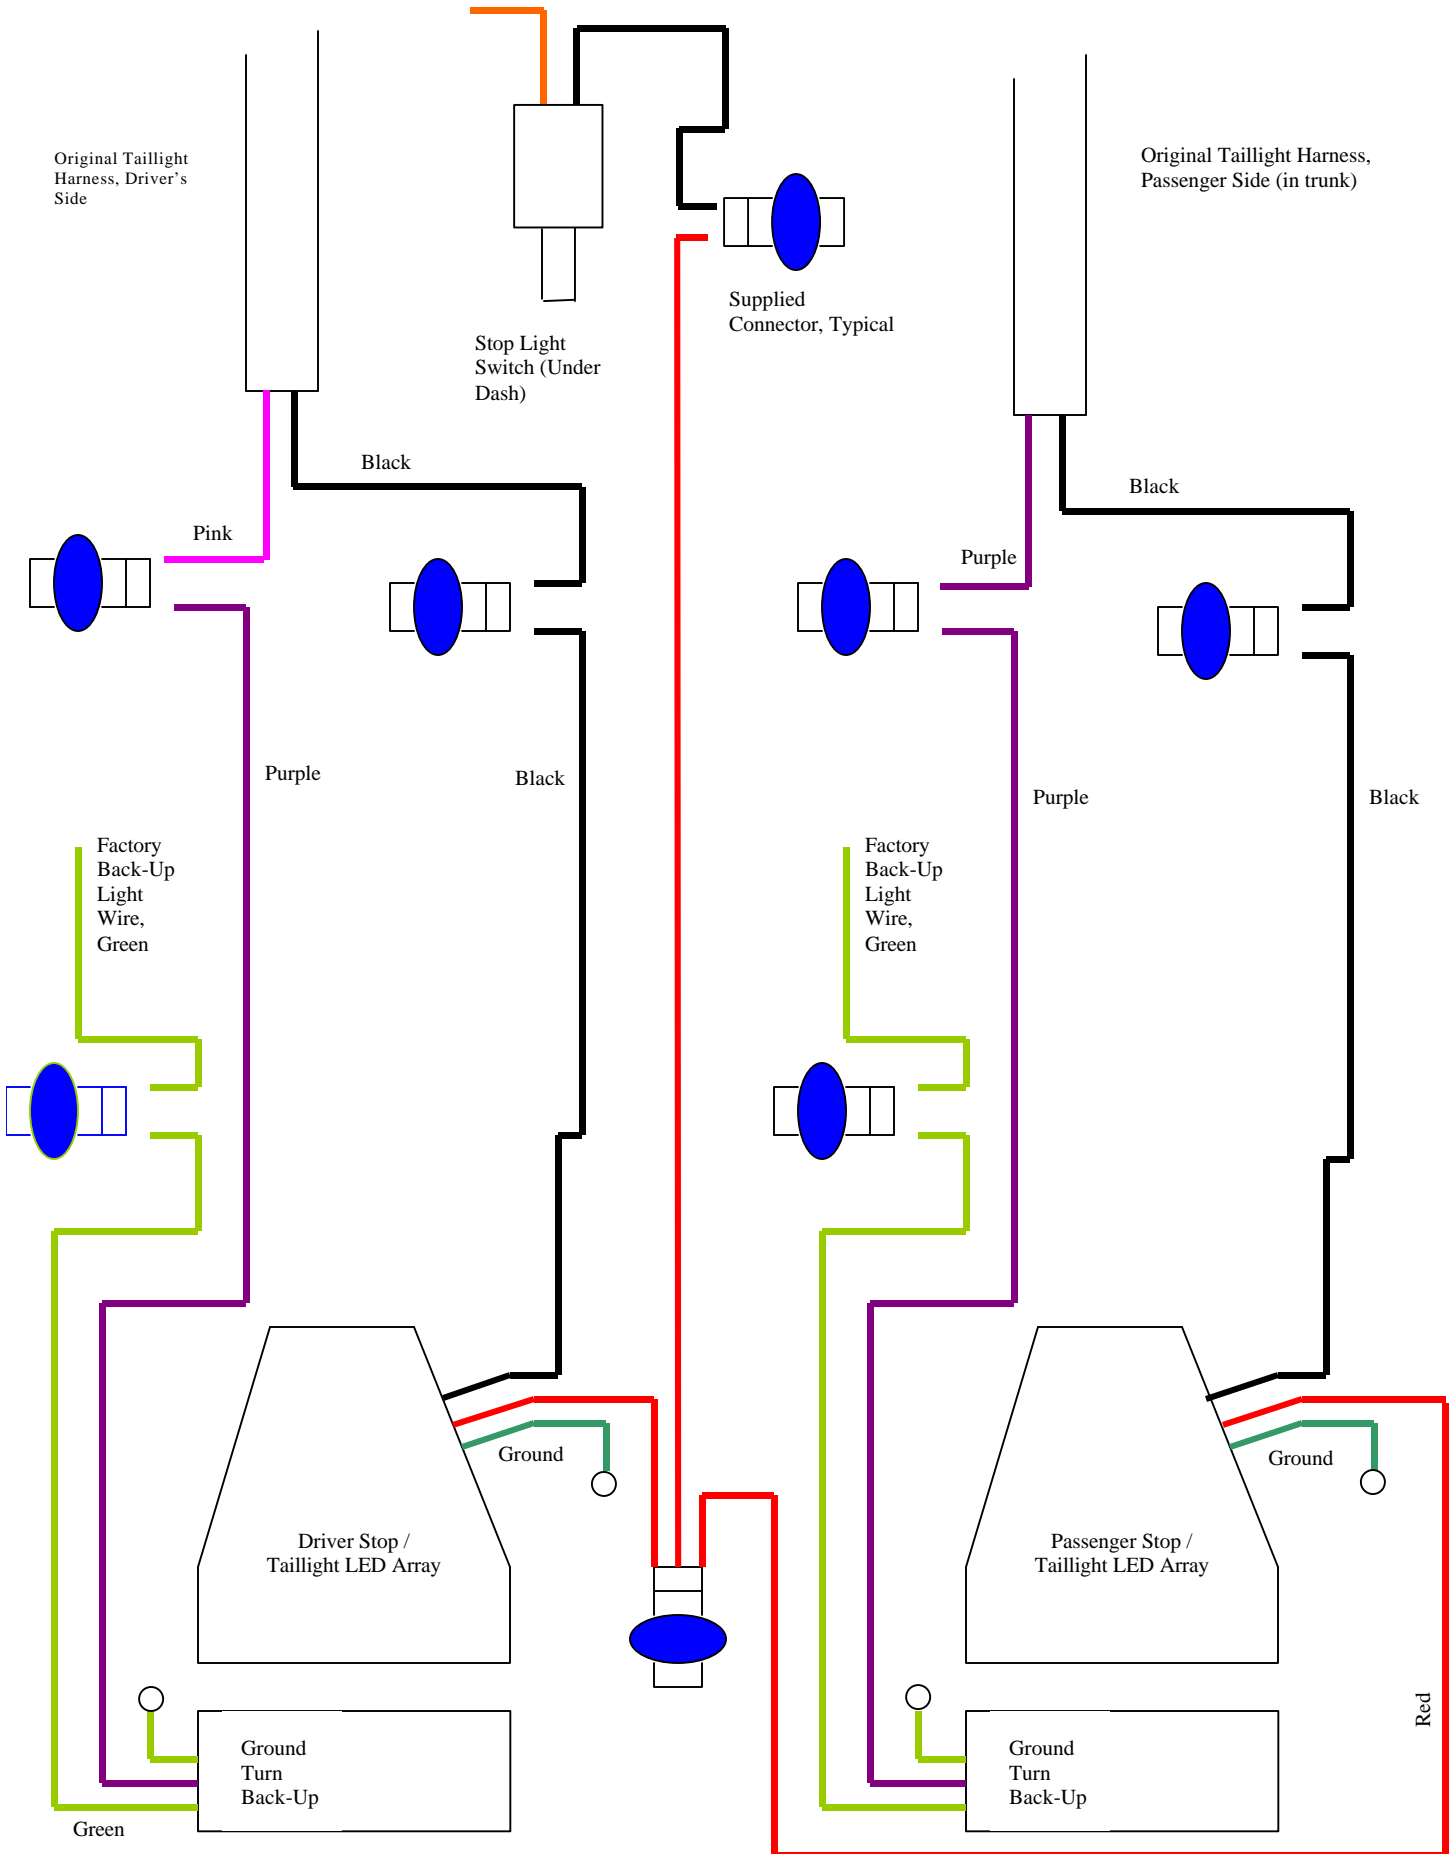 Original Taillight
Harness, Driver's
Side
Original Taillight Harness,
Passenger Side (in trunk)
Supplied
Connector, Typical
Stop Light
Switch (Under
Dash)
Black
Black
Pink
Purple
Purple
Black
Purple
Black
Factory
Back-Up
Light
Wire,
Green
Factory
Back-Up
Light
Wire,
Green
Ground
Ground
Driver Stop /
Taillight LED Array
Passenger Stop /
Taillight LED Array
Red
Ground
Turn
Back-Up
Ground
Turn
Back-Up
Green